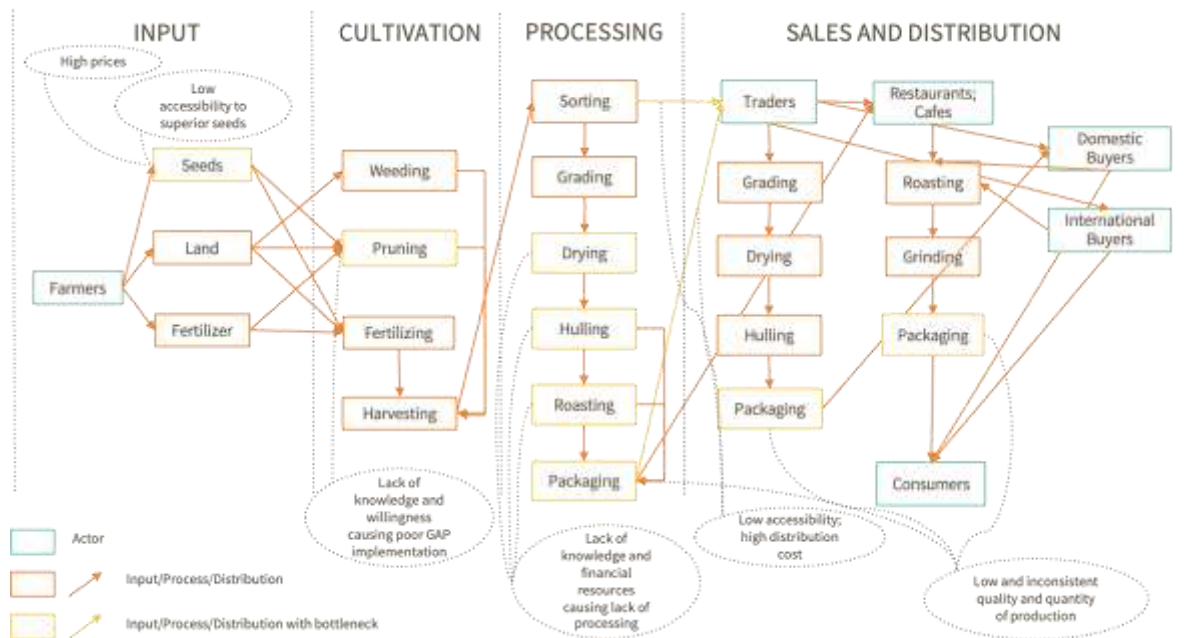 INPUT
CULTIVATION
PROCESSING
SALES AND DISTRIBUTION
High prices
Low
accessibility to
superior seeds
Seeds
Land
Farmers
Fertilizer
Weeding
Pruning
Fertilizing
Harvesting
Lack of
knowledge and
willingness
causing poor GAP
implementation
Sorting
Grading
Drying
Hulling
Roasting
Packaging
Lack of
knowledge and
financial
resources
causing lack of
processing
Traders
Grading
Drying
Hulling
Packaging
Low accessibility;
high distribution
cost
Restaurants;
Cafes
Roasting
Grinding
Packaging
Consumers
Domestic
Buyers
International
Buyers
Low and inconsistent
quality and quantity
of production
Actor
Input/Process/Distribution
Input/Process/Distribution with bottleneck